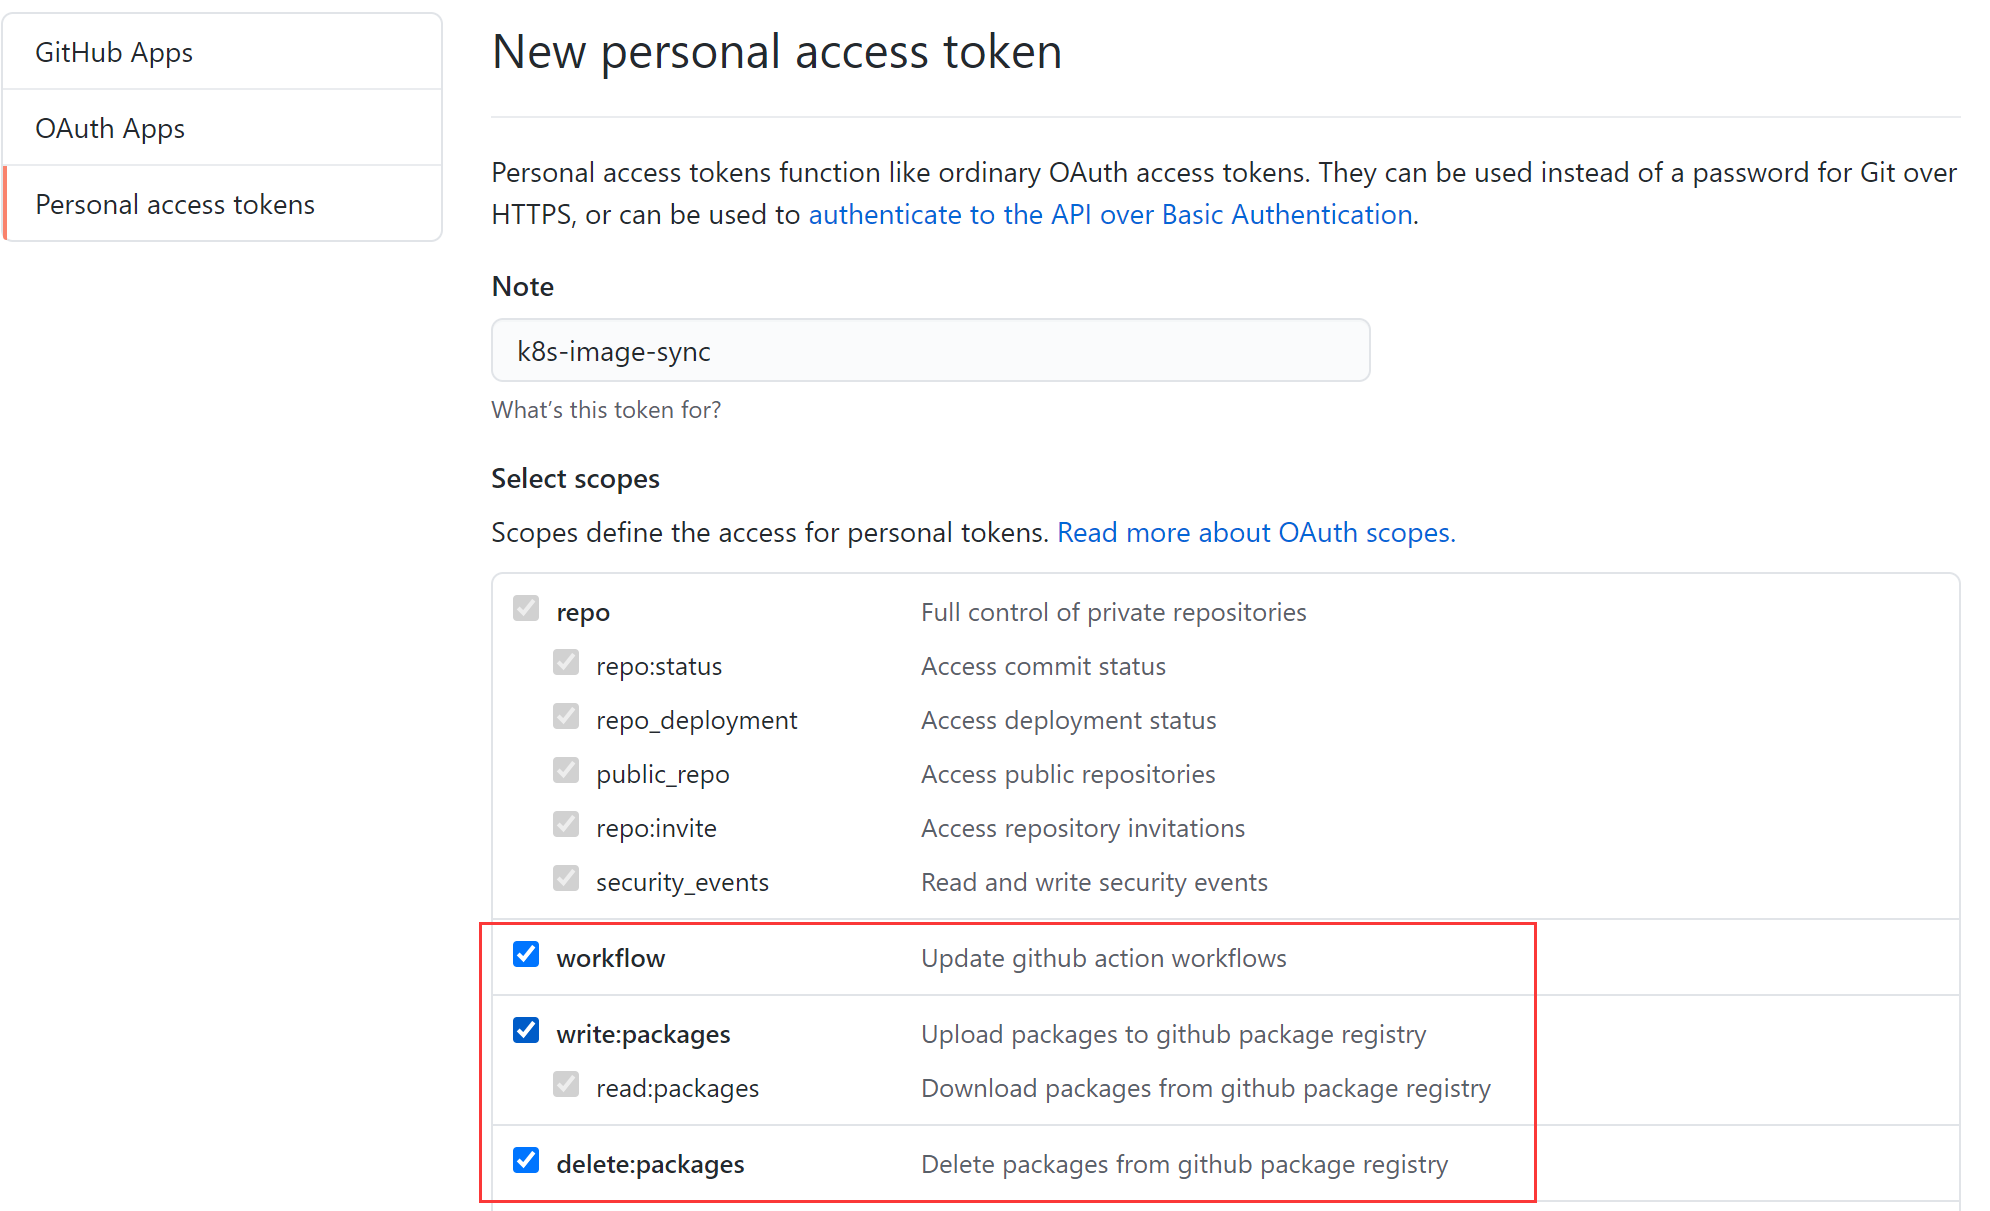 GitHub Apps
OAuth Apps
Personal access tokens
New personal access token
Personal access tokens function like ordinary OAuth access tokens. They can be used instead of a password for Git over
HTTPS, or can be used to authenticate to the API over Basic Authentication.
Note
k8s-image-sync
What's this token for?
Select scopes
Scopes define the access for personal tokens. Read more about OAuth scopes.
repo Full control of private repositories
repo:status Access commit status
repo_deployment Access deployment status
public_repo Access public repositories
repo:invite Access repository invitations
security_events Read and write security events
workflow Update github action workflows
write:packages Upload packages to github package registry
read:packages Download packages from github package registry
delete:packages Delete packages from github package registry